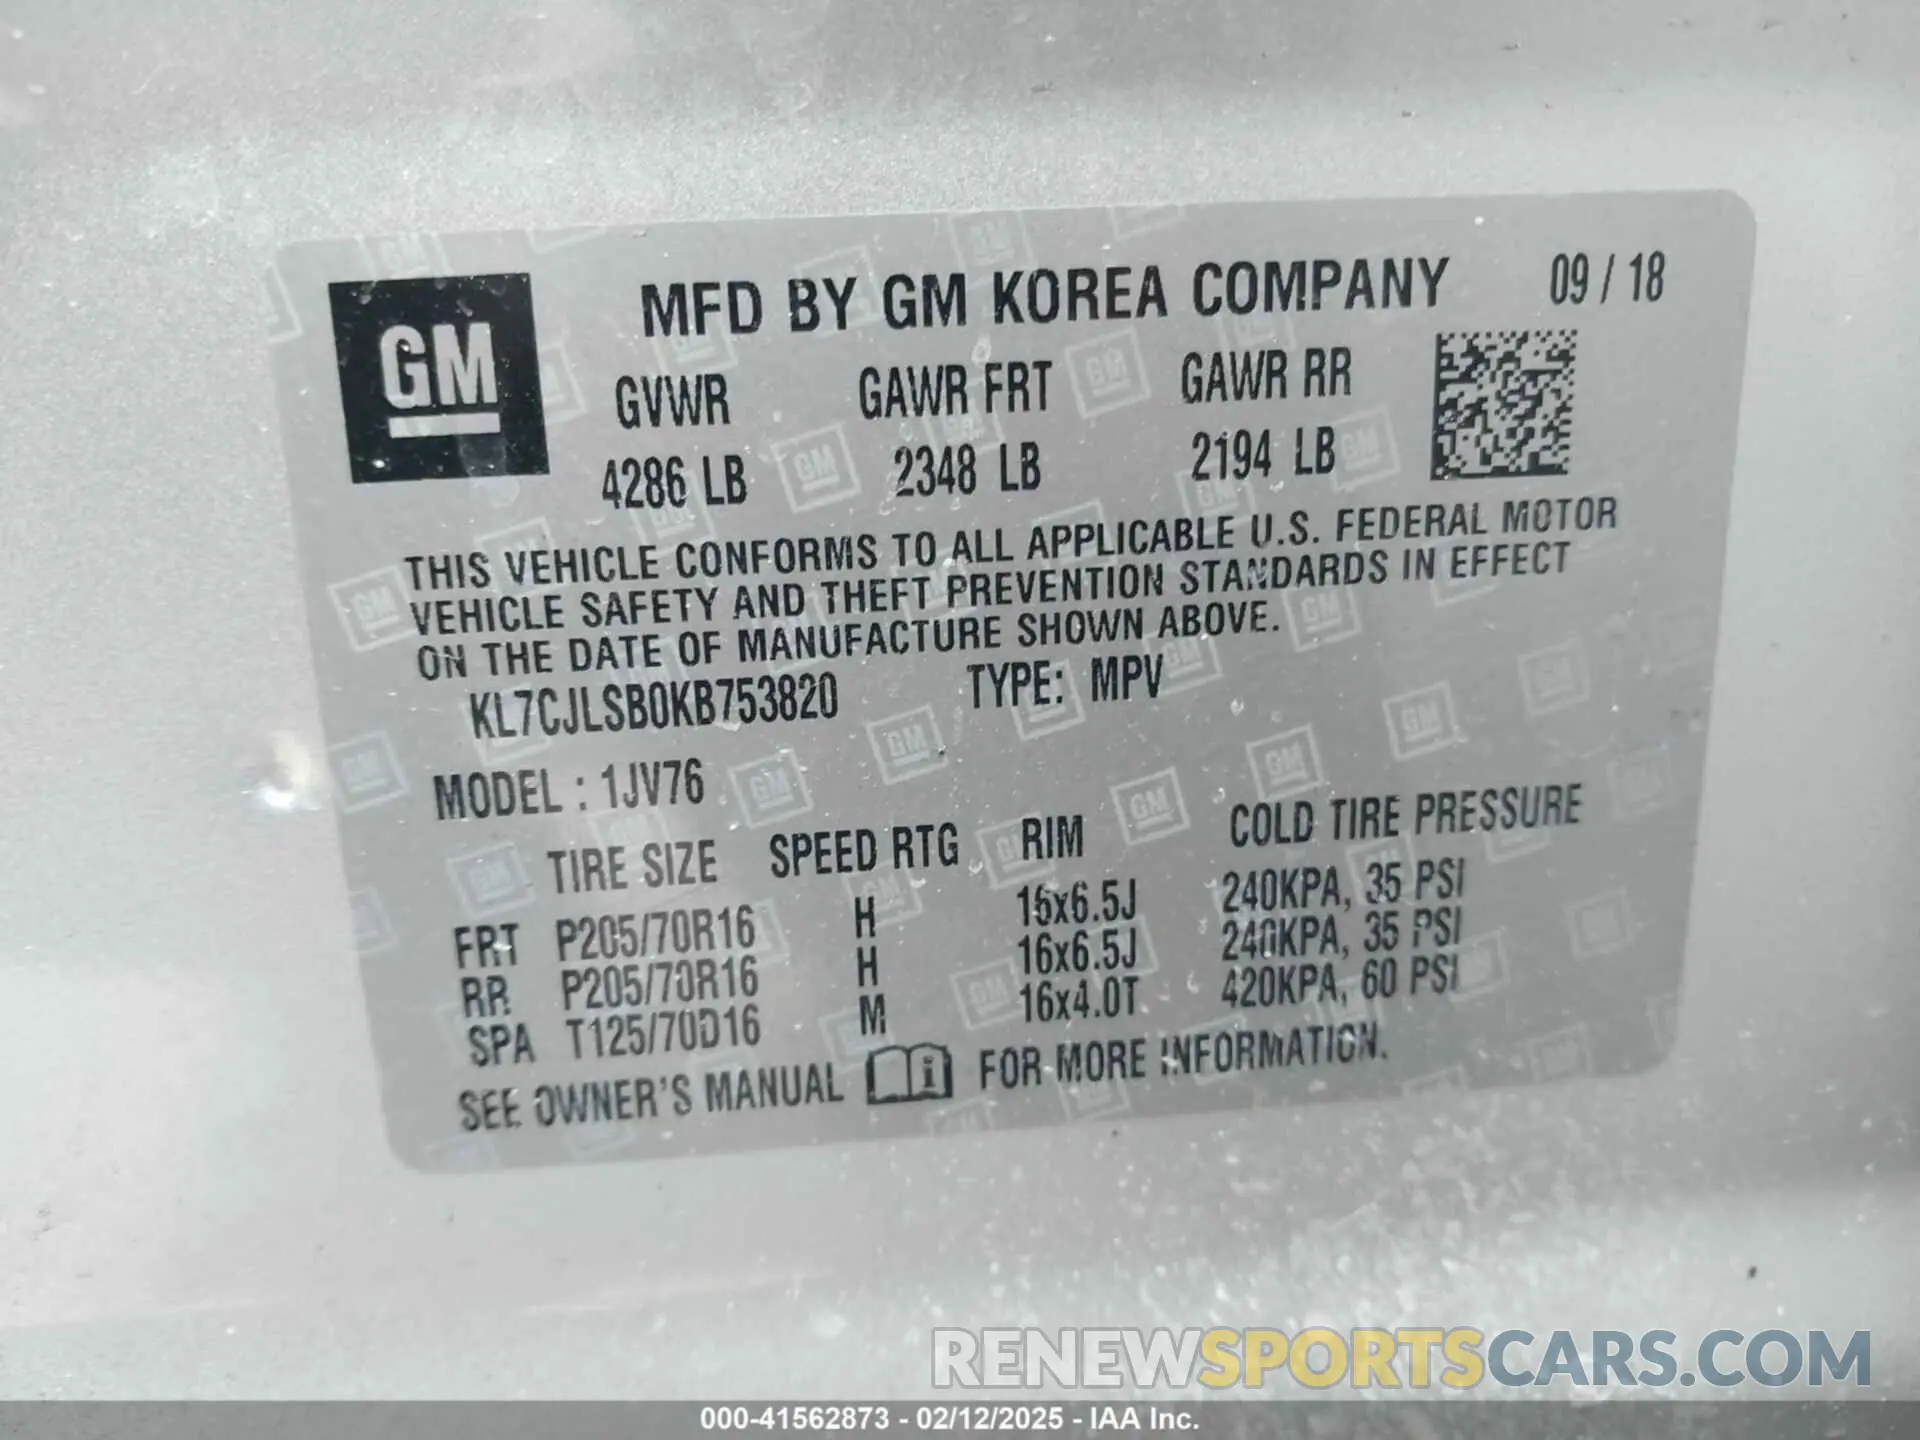 GM
MFD BY GM KOREA COMPANY 09 / 18
GVWR GAWR FRT GAWR RR
4286 LB 2348 LB 2194 LB
THIS VEHICLE CONFORMS TO ALL APPLICABLE U.S. FEDERAL MOTOR
VEHICLE SAFETY AND THEFT PREVENTION STANDARDS IN EFFECT
ON THE DATE OF MANUFACTURE SHOWN ABOVE.
KL7CJLSB0KB753820 TYPE: MPV
MODEL : 1JV76
TIRE SIZE SPEED RTG RIM COLD TIRE PRESSURE
FRT P205/70R16 H 16x6.5J 240KPA, 35 PSI
RR P205/70R16 H 16x6.5J 240KPA, 35 PSI
SPA T125/70D16 M 16x4.0T 420KPA, 60 PSI
SEE OWNER'S MANUAL i FOR MORE INFORMATION.
RENEWSPORTSCARS.COM
000-41562873 - 02/12/2025 - IAA Inc.